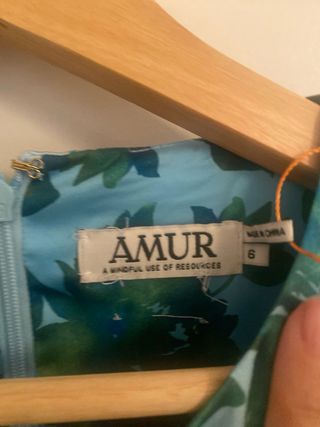 AMUR
A MINDFUL USE OF RESOURCES
MADE IN CHINA
6